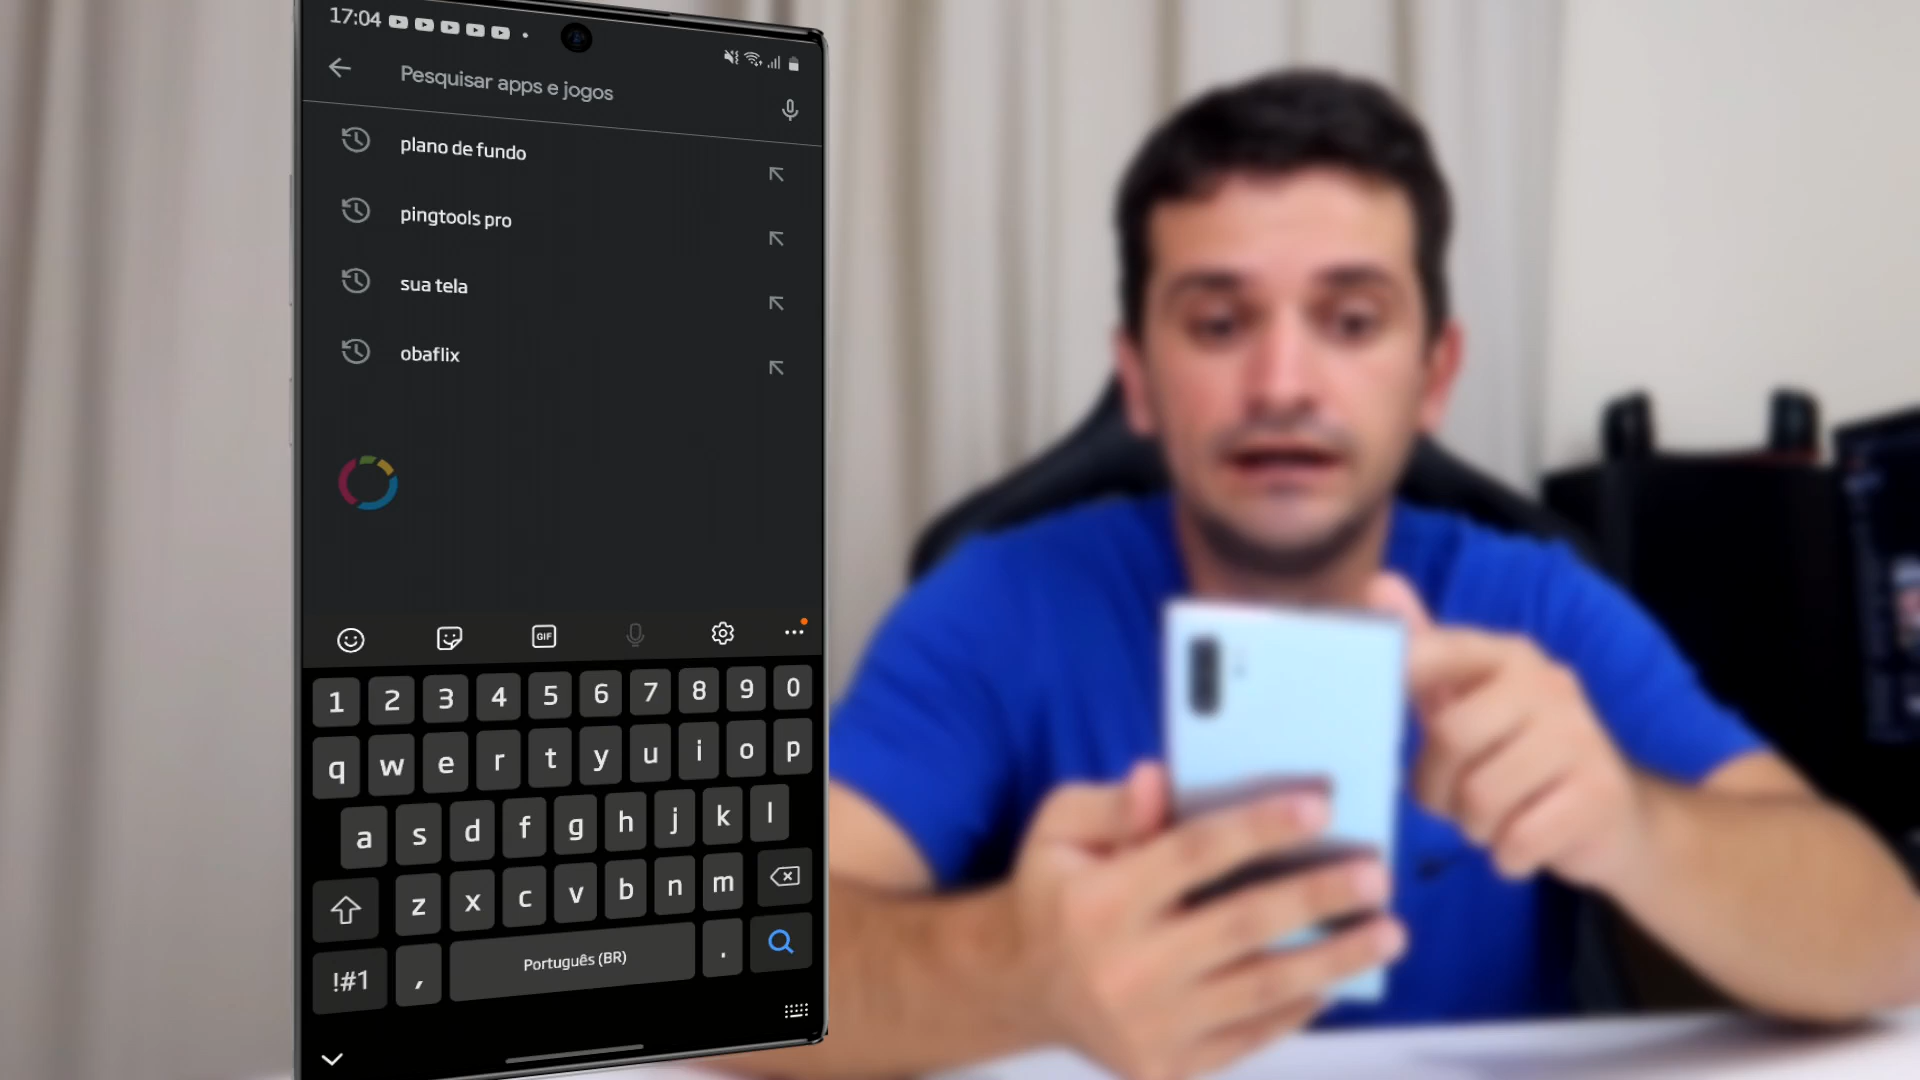 17:04
Pesquisar apps e jogos
plano de fundo
pingtools pro
sua tela
obaflix
GIF
1 2 3 4 5 6 7 8 9 0
q w e r t y u i o p
a s d f g h j k l
z x c v b n m
!#1 , Português (BR) .